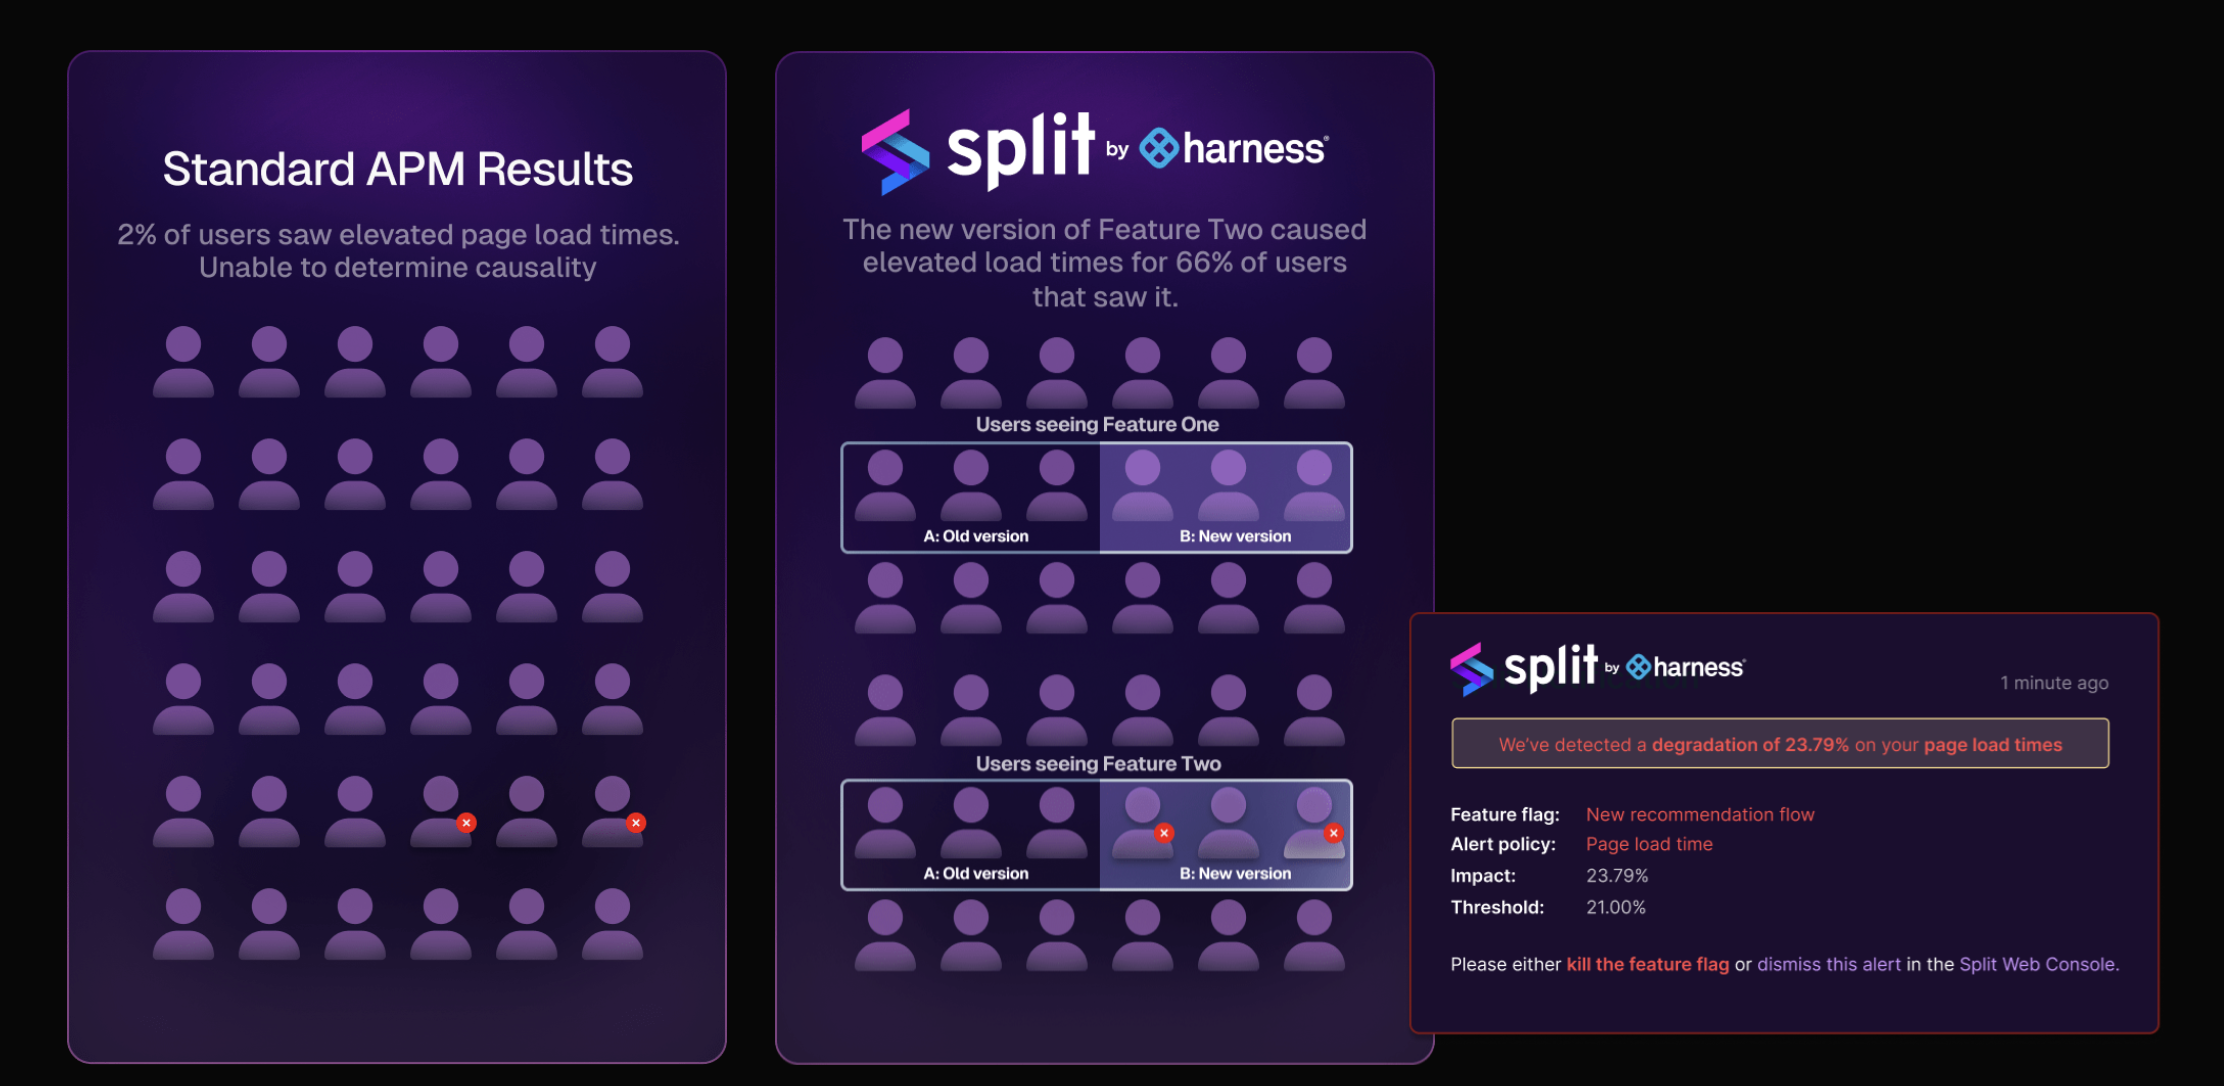 Standard APM Results
2% of users saw elevated page load times.
Unable to determine causality
split by harness®
The new version of Feature Two caused
elevated load times for 66% of users
that saw it.
Users seeing Feature One
A: Old version
B: New version
Users seeing Feature Two
A: Old version
B: New version
split by harness®
1 minute ago
We've detected a degradation of 23.79% on your page load times
Feature flag: New recommendation flow
Alert policy: Page load time
Impact: 23.79%
Threshold: 21.00%
Please either kill the feature flag or dismiss this alert in the Split Web Console.